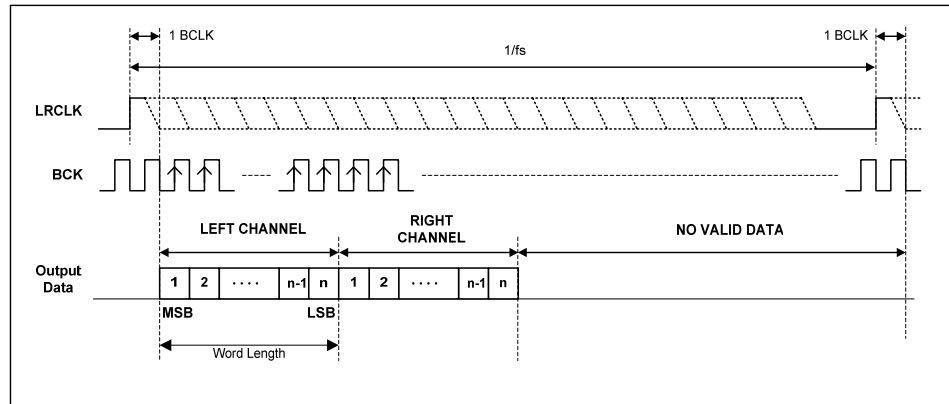 1 BCLK
1/fs
1 BCLK
LRCLK
BCK
LEFT CHANNEL
RIGHT
CHANNEL
NO VALID DATA
Output
Data
1 2 · · · · n-1 n 1 2 · · · · n-1 n
MSB
LSB
Word Length